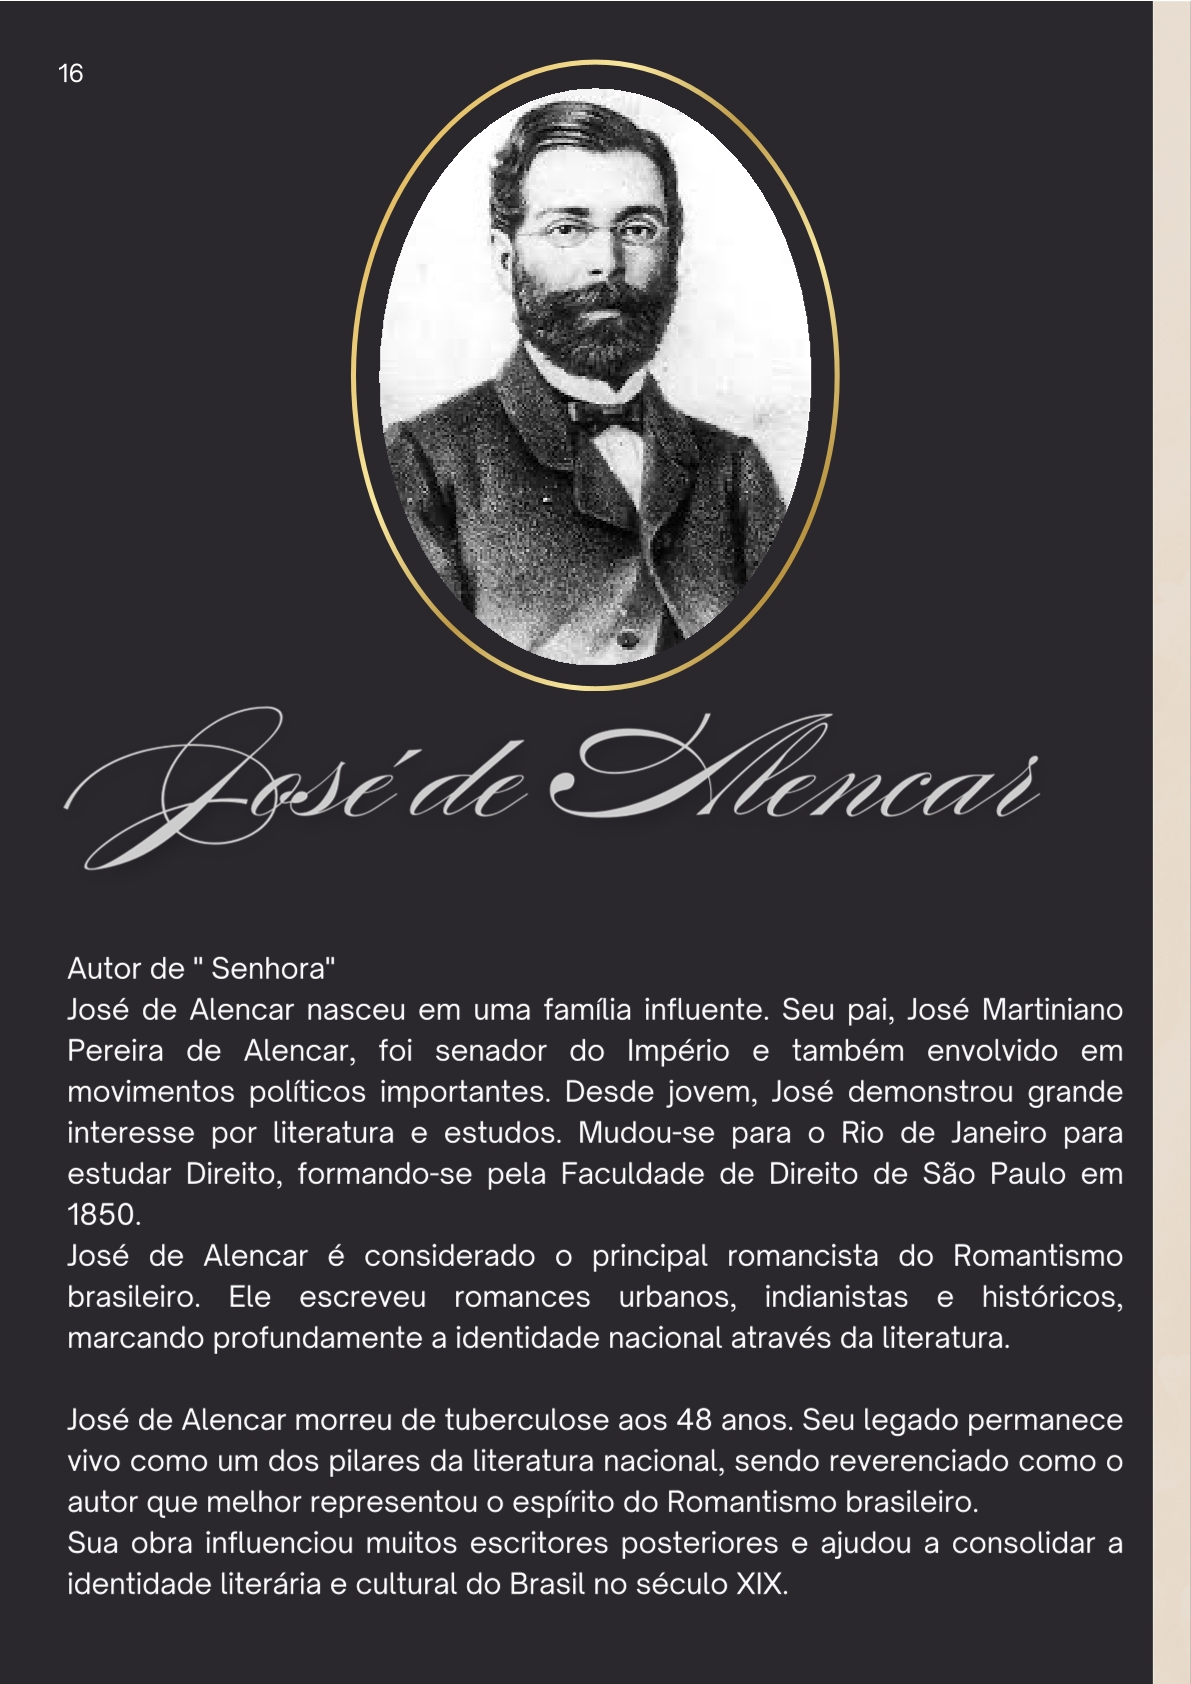 16
José de Alencar
Autor de " Senhora"
José de Alencar nasceu em uma família influente. Seu pai, José Martiniano
Pereira de Alencar, foi senador do Império e também envolvido em
movimentos políticos importantes. Desde jovem, José demonstrou grande
interesse por literatura e estudos. Mudou-se para o Rio de Janeiro para
estudar Direito, formando-se pela Faculdade de Direito de São Paulo em
1850.
José de Alencar é considerado o principal romancista do Romantismo
brasileiro. Ele escreveu romances urbanos, indianistas e históricos,
marcando profundamente a identidade nacional através da literatura.
José de Alencar morreu de tuberculose aos 48 anos. Seu legado permanece
vivo como um dos pilares da literatura nacional, sendo reverenciado como o
autor que melhor representou o espírito do Romantismo brasileiro.
Sua obra influenciou muitos escritores posteriores e ajudou a consolidar a
identidade literária e cultural do Brasil no século XIX.